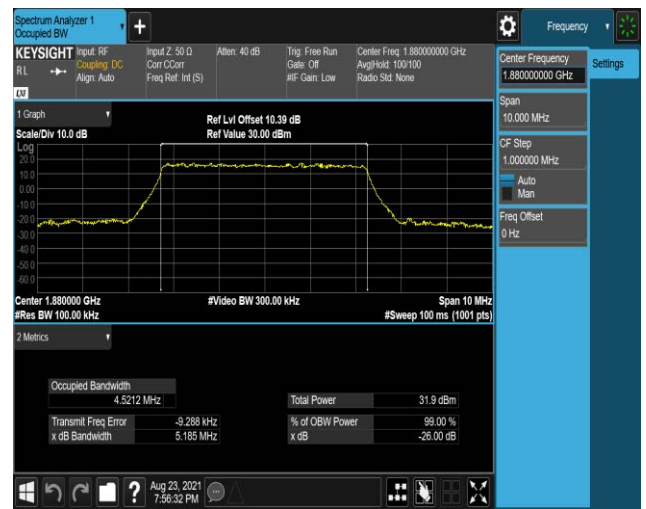 Spectrum Analyzer 1
Occupied BW
Frequency
KEYSIGHT
RL
LXI
Input: RF
Coupling: DC
Align: Auto
Input Z: 50 Ω
Corr CCorr
Freq Ref: Int (S)
Atten: 40 dB
Trig: Free Run
Gate: Off
#IF Gain: Low
Center Freq: 1.880000000 GHz
Avg|Hold: 100/100
Radio Std: None
Center Frequency
1.880000000 GHz
Settings
Span
10.000 MHz
CF Step
1.000000 MHz
Auto
Man
Freq Offset
0 Hz
1 Graph
Scale/Div 10.0 dB
Ref Lvl Offset 10.39 dB
Ref Value 30.00 dBm
Log
20.0
10.0
0.00
-10.0
-20.0
-30.0
-40.0
-50.0
-60.0
Center 1.880000 GHz
#Video BW 300.00 kHz
Span 10 MHz
#Res BW 100.00 kHz
#Sweep 100 ms (1001 pts)
2 Metrics
Occupied Bandwidth
4.5212 MHz
Total Power 31.9 dBm
Transmit Freq Error -9.288 kHz
% of OBW Power 99.00 %
x dB Bandwidth 5.185 MHz
x dB -26.00 dB
?
Aug 23, 2021
7:56:32 PM